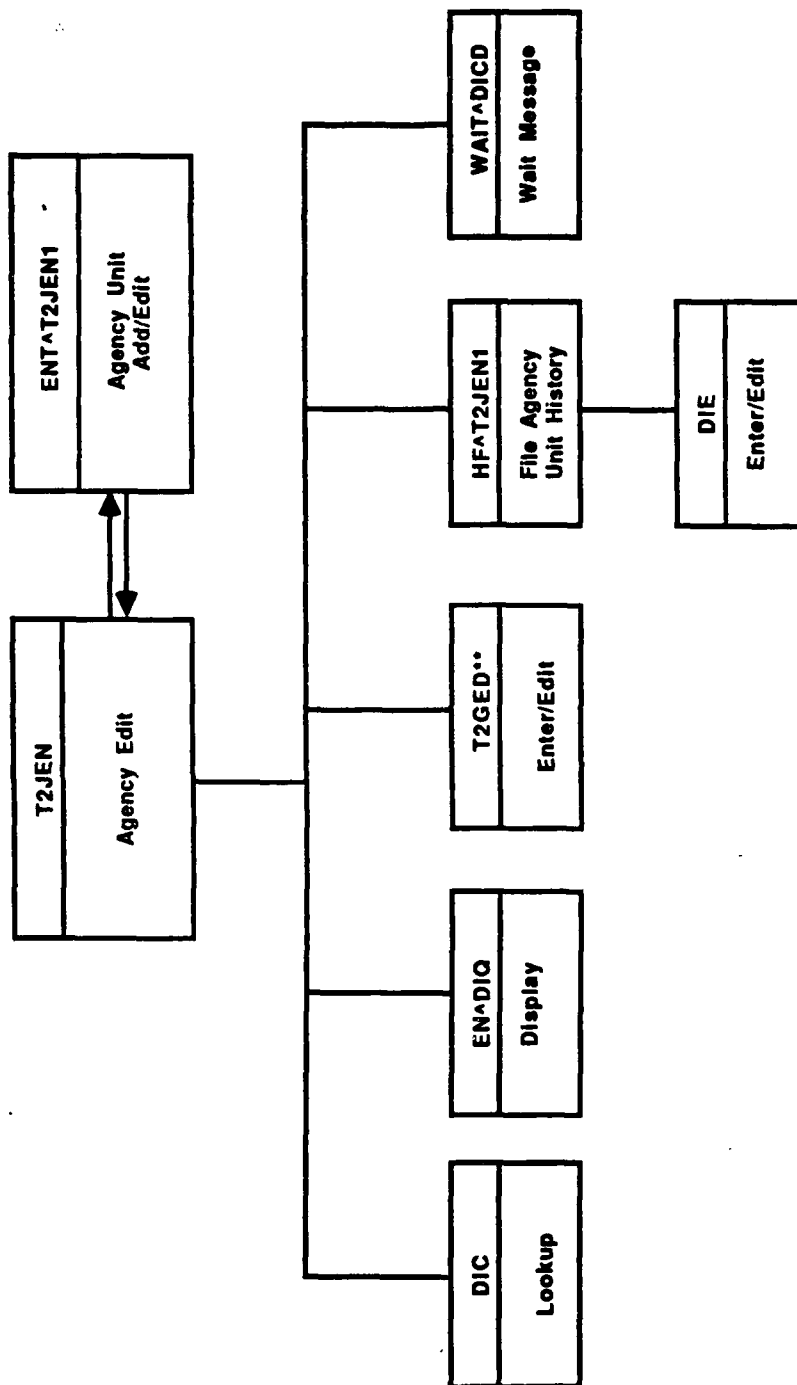 T2JEN
Agency Edit
ENT^T2JEN1
Agency Unit
Add/Edit
DIC
Lookup
EN^DIQ
Display
T2GED**
Enter/Edit
HF^T2JEN1
File Agency
Unit History
WAIT^DICD
Wait Message
DIE
Enter/Edit